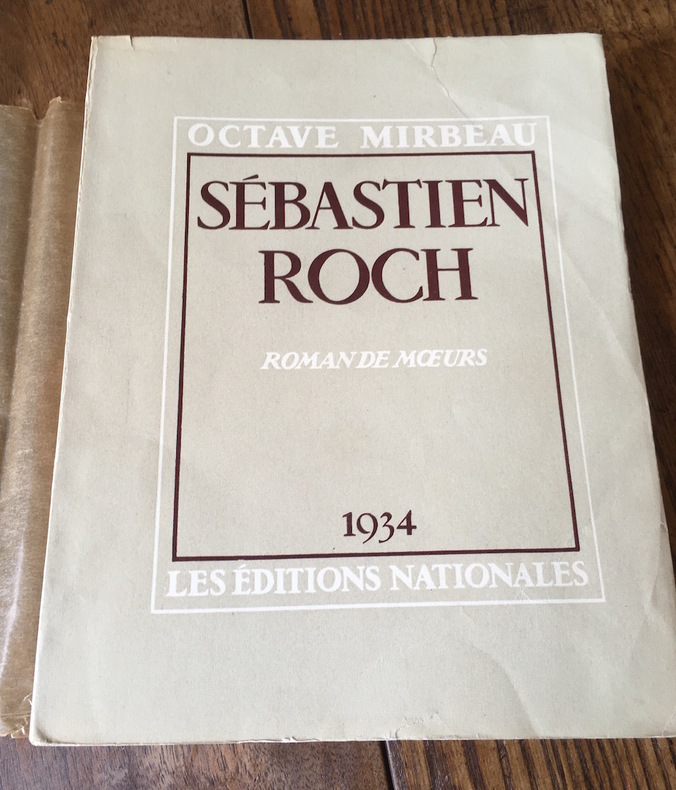 OCTAVE MIRBEAU
SÉBASTIEN
ROCH
ROMAN DE MŒURS
1934
LES ÉDITIONS NATIONALES